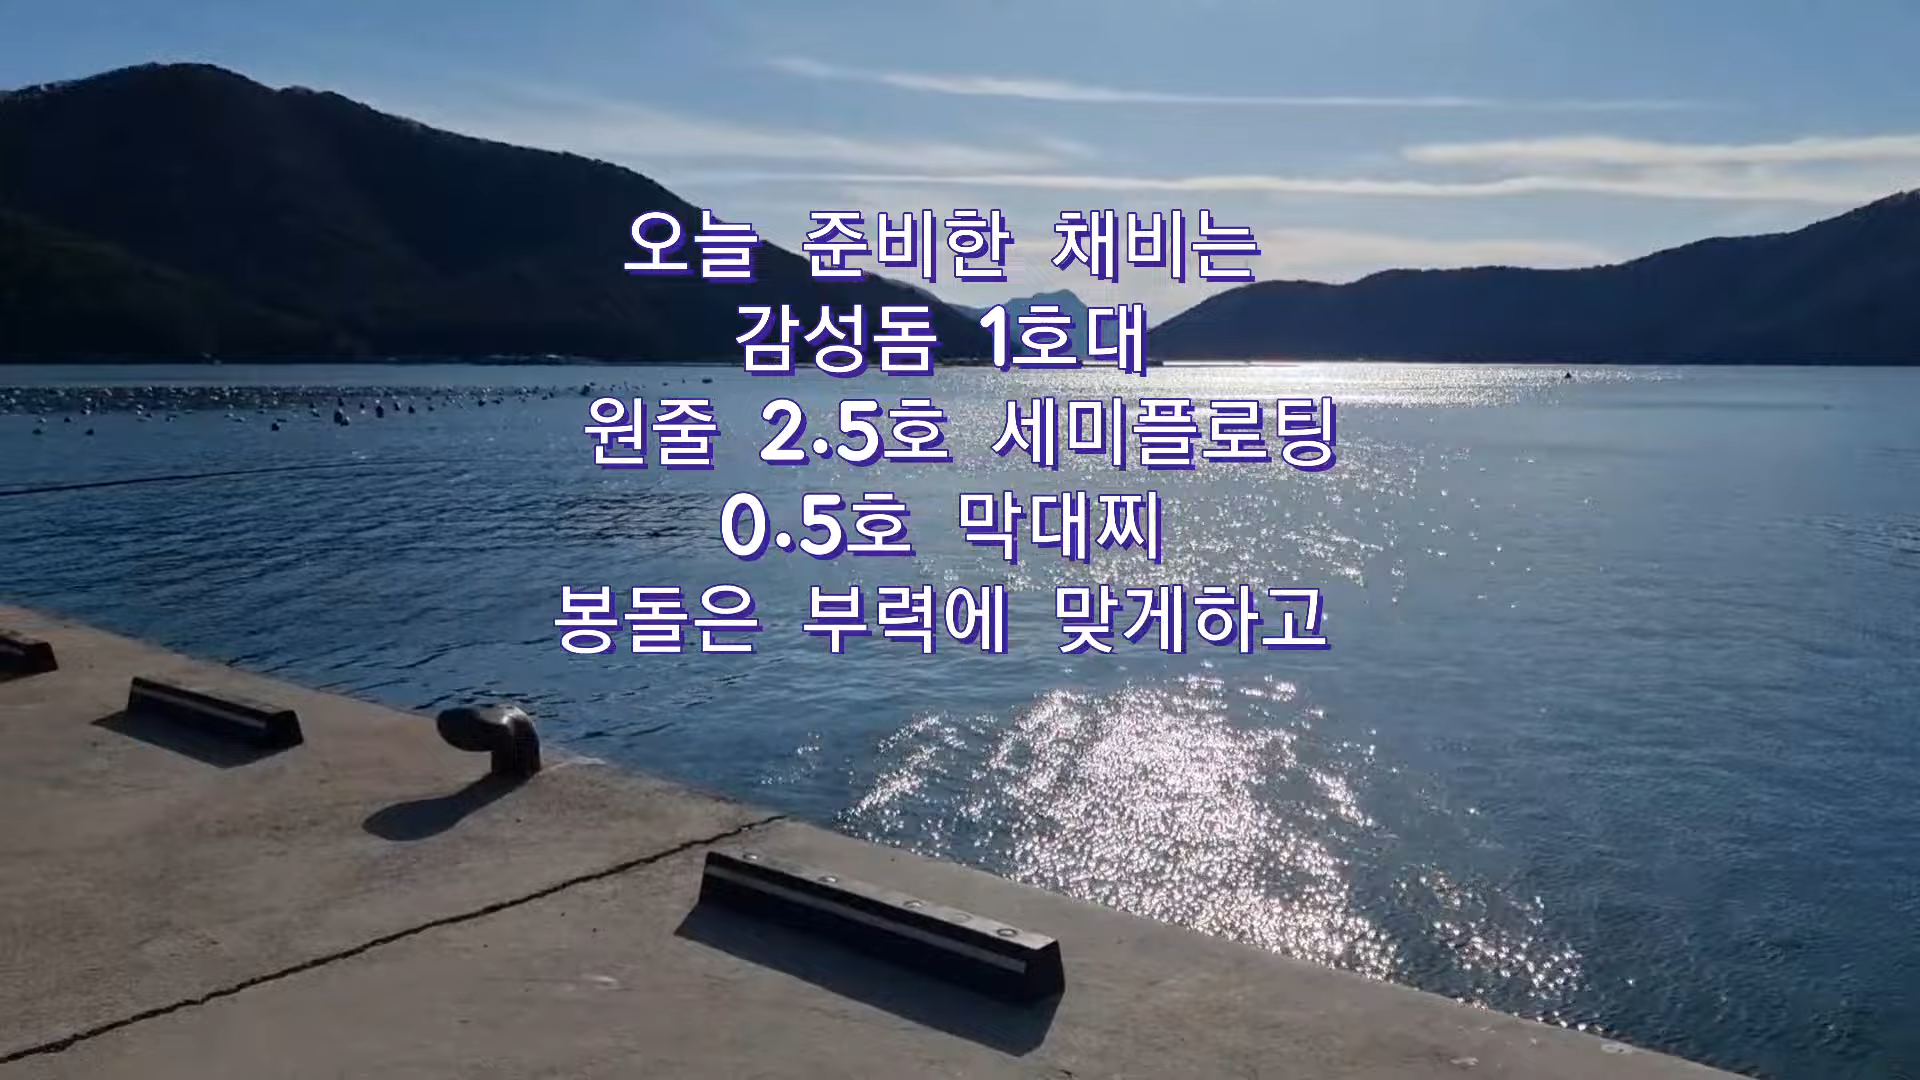 오늘 준비한 채비는
감성돔 1호대
원줄 2.5호 세미플로팅
0.5호 막대찌
봉돌은 부력에 맞게하고